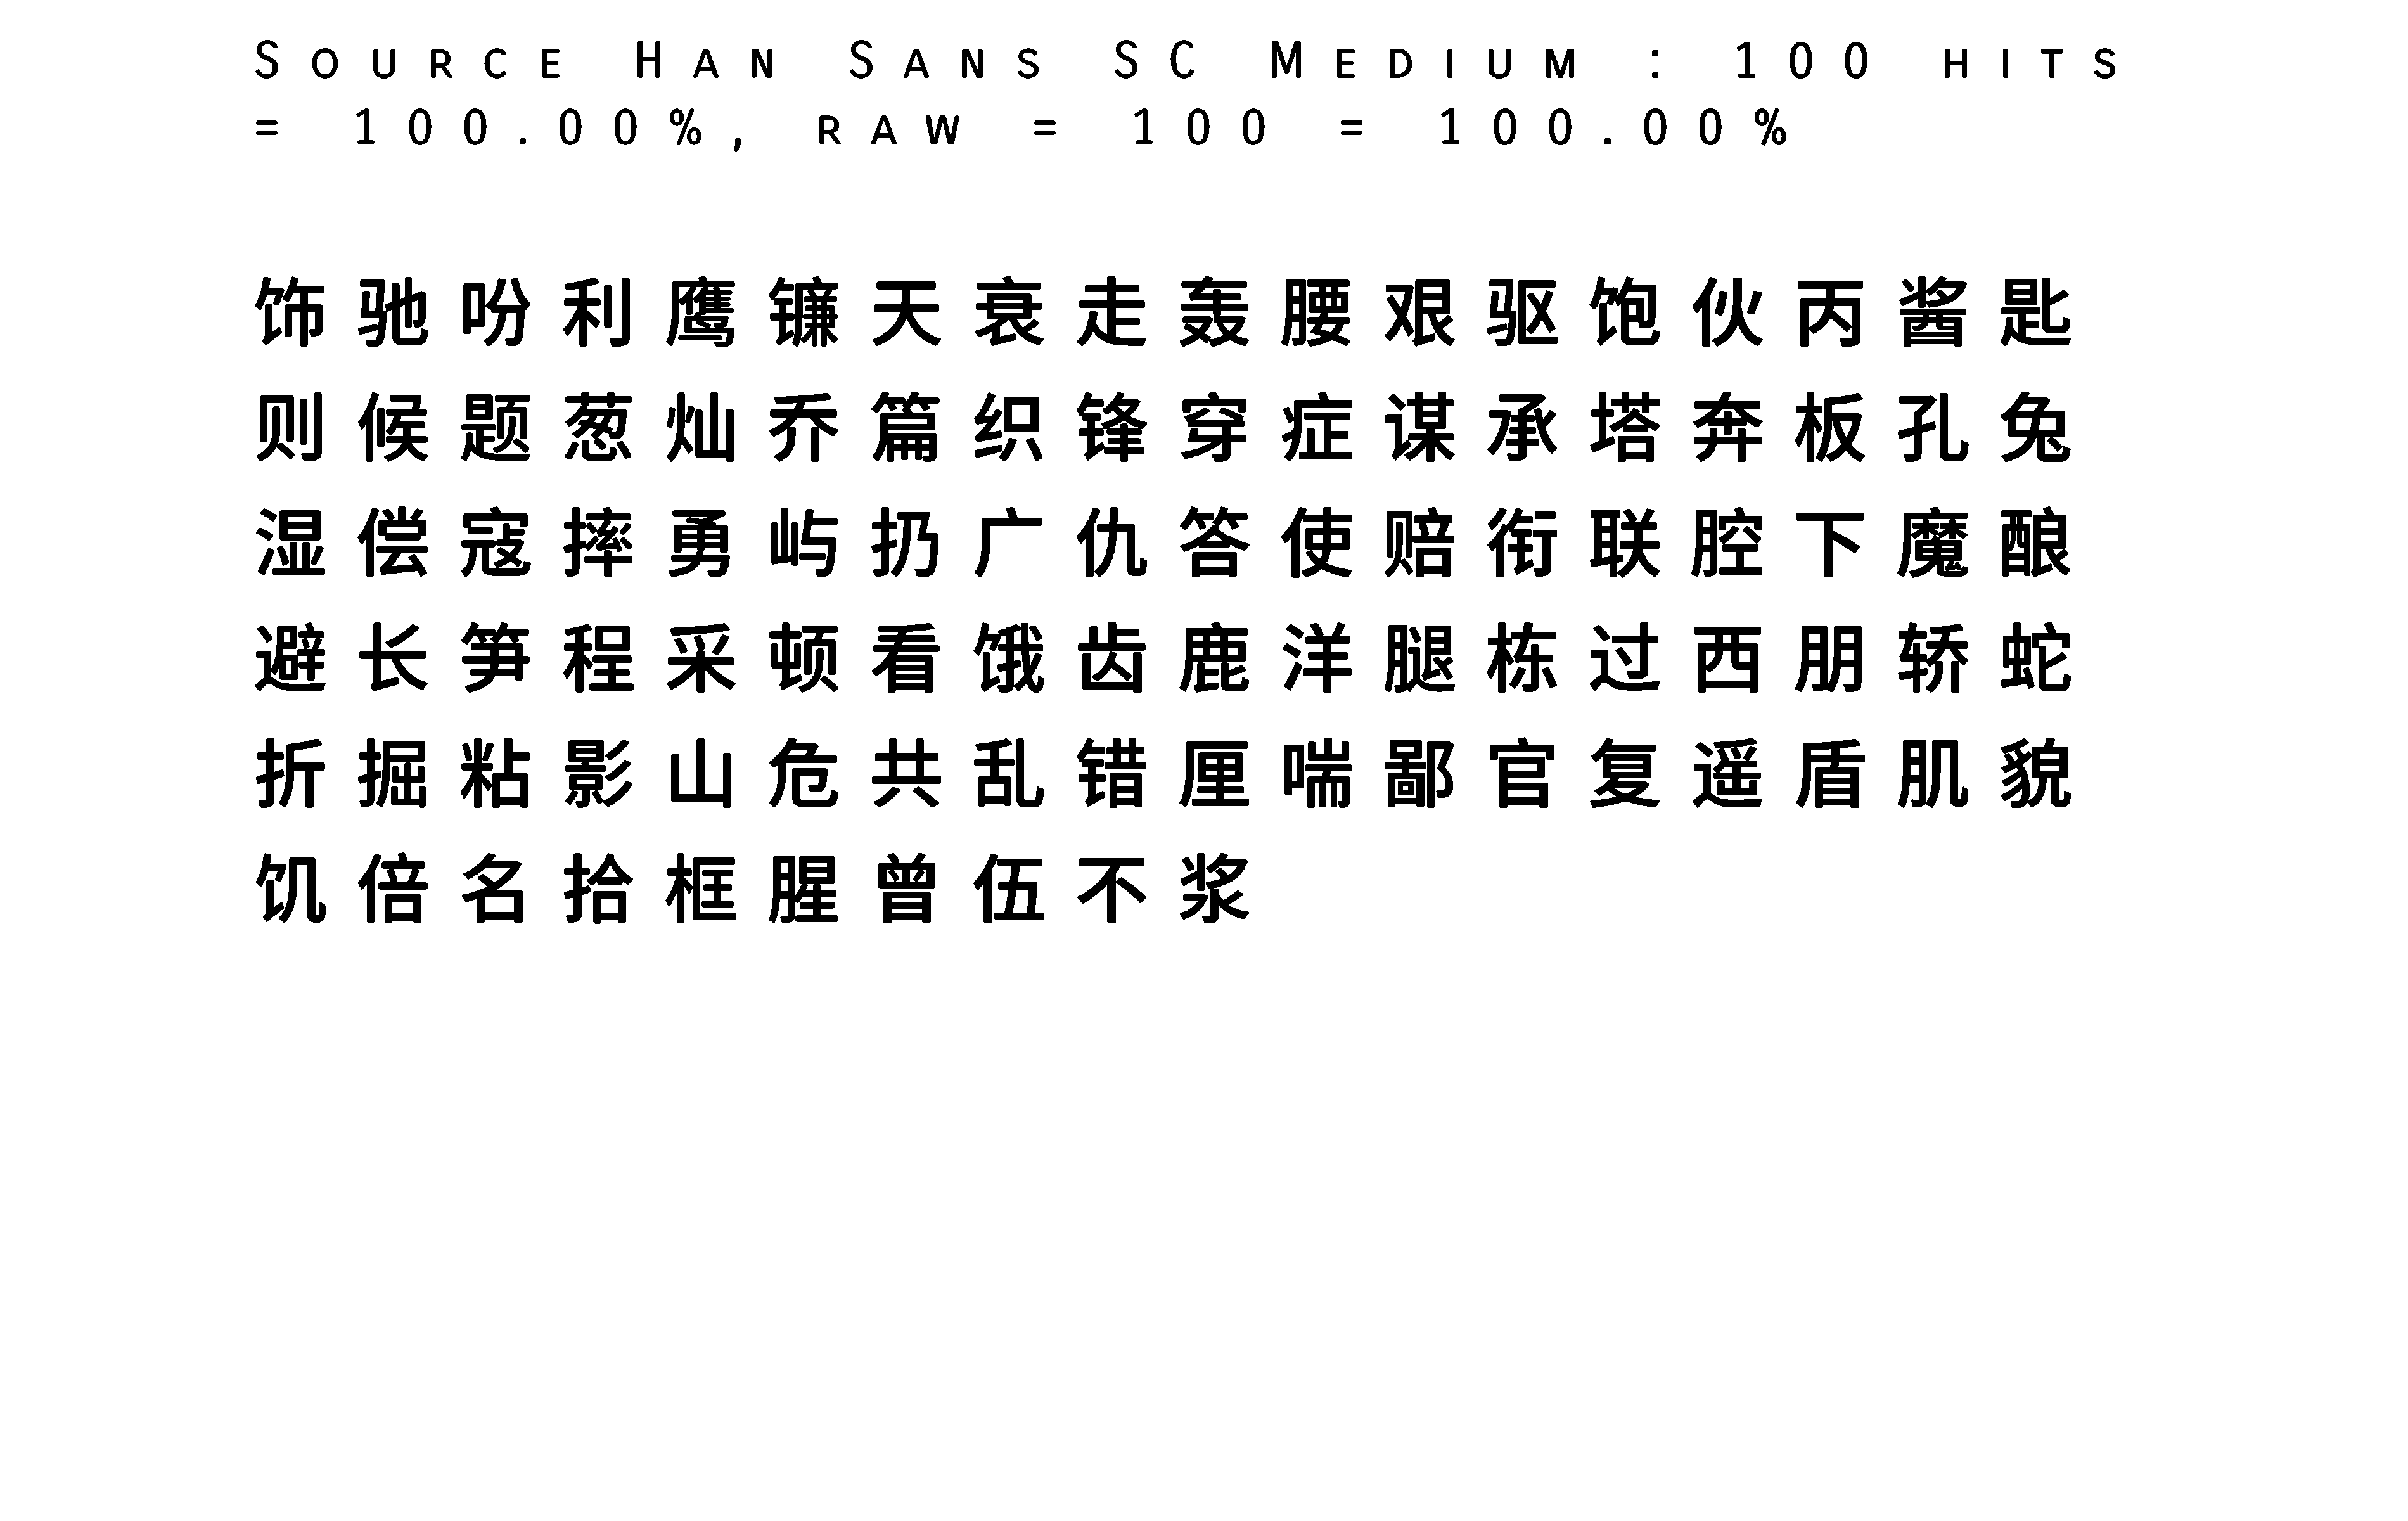 Source Han Sans SC Medium : 100 hits
= 100.00%, raw = 100 = 100.00%
饰驰吩利鹰镰天衰走轰腰艰驱饱伙丙酱匙
则候题葱灿乔篇织锋穿症谋承塔奔板孔兔
湿偿寇摔勇屿扔广仇答使赔衔联腔下魔酿
避长笋程采顿看饿齿鹿洋腿栋过西朋轿蛇
折掘粘影山危共乱错厘喘鄙官复遥盾肌貌
饥倍名拾框腥曾伍不浆